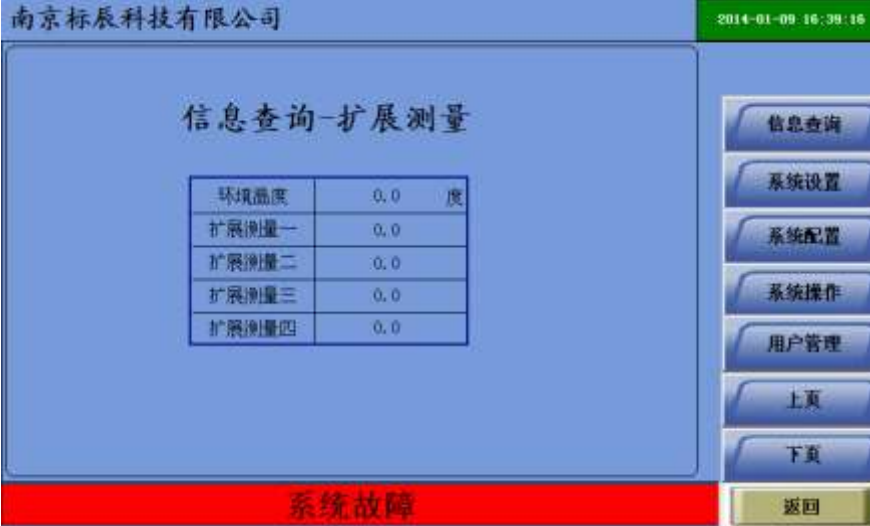 南京标辰科技有限公司
2014-01-09 16:39:16
信息查询-扩展测量
环境温度 0.0 度
扩展测量一 0.0
扩展测量二 0.0
扩展测量三 0.0
扩展测量四 0.0
信息查询
系统设置
系统配置
系统操作
用户管理
上页
下页
系统故障
返回